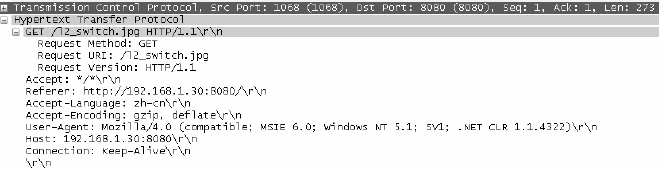 Transmission Control Protocol, Src Port: 1068 (1068), Dst Port: 8080 (8080), Seq: 1, Ack: 1, Len: 273
Hypertext Transfer Protocol
GET /l2_switch.jpg HTTP/1.1\r\n
Request Method: GET
Request URI: /l2_switch.jpg
Request Version: HTTP/1.1
Accept: */*\r\n
Referer: http://192.168.1.30:8080/\r\n
Accept-Language: zh-cn\r\n
Accept-Encoding: gzip, deflate\r\n
User-Agent: Mozilla/4.0 (compatible; MSIE 6.0; Windows NT 5.1; SV1; .NET CLR 1.1.4322)\r\n
Host: 192.168.1.30:8080\r\n
Connection: Keep-Alive\r\n
\r\n